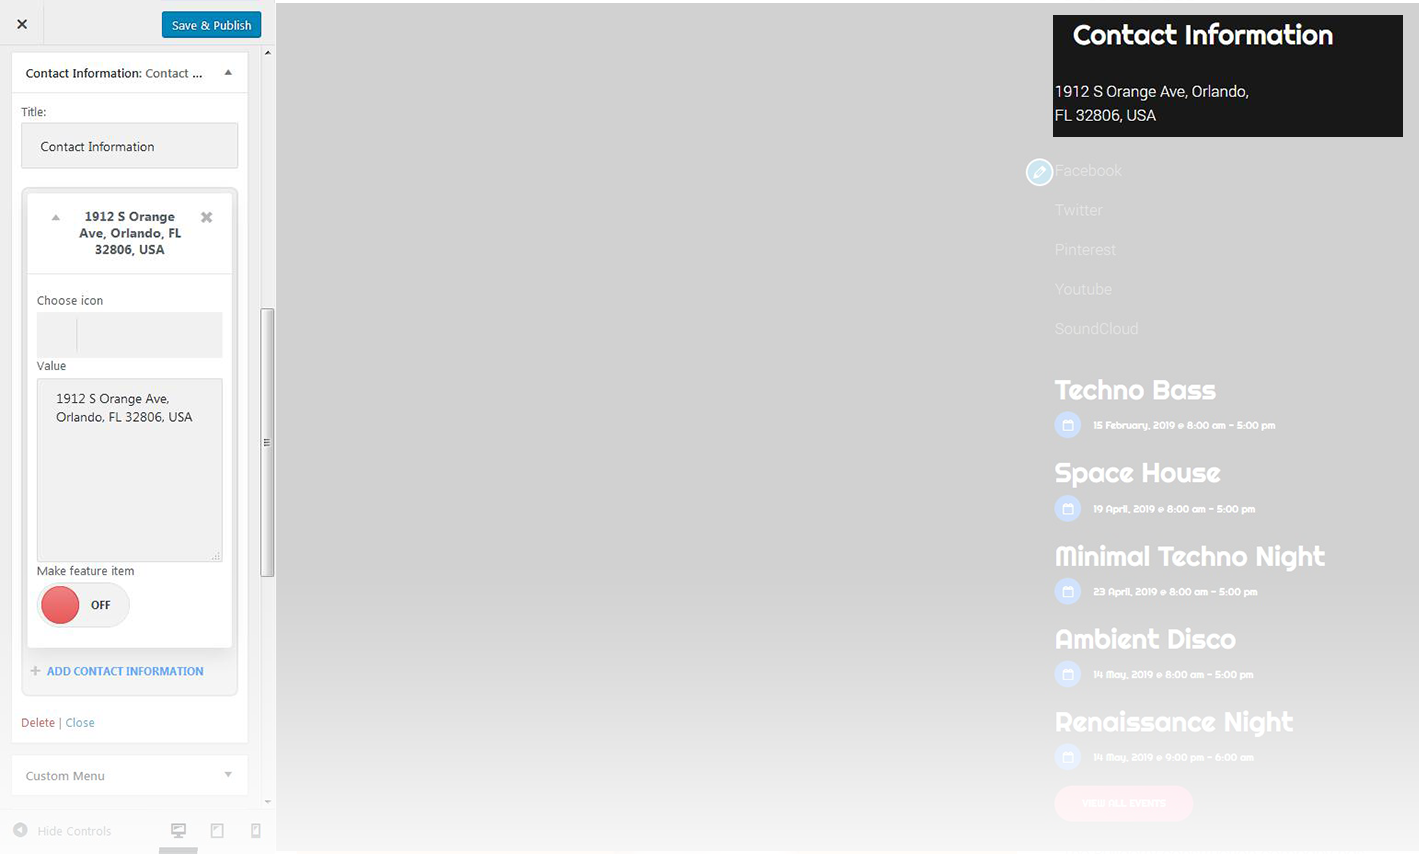 Save & Publish
Contact Information: Contact ...
Title:
Contact Information
1912 S Orange
Ave, Orlando, FL
32806, USA
Choose icon
Value
1912 S Orange Ave,
Orlando, FL 32806, USA
Make feature item
OFF
ADD CONTACT INFORMATION
Delete | Close
Custom Menu
Hide Controls
Contact Information
1912 S Orange Ave, Orlando,
FL 32806, USA
Facebook
Twitter
Pinterest
Youtube
SoundCloud
Techno Bass
15 February, 2019 @ 8:00 am - 5:00 pm
Space House
19 April, 2019 @ 8:00 am - 5:00 pm
Minimal Techno Night
23 April, 2019 @ 8:00 am - 5:00 pm
Ambient Disco
14 May, 2019 @ 8:00 am - 5:00 pm
Renaissance Night
14 May, 2019 @ 9:00 pm - 6:00 am
VIEW ALL EVENTS